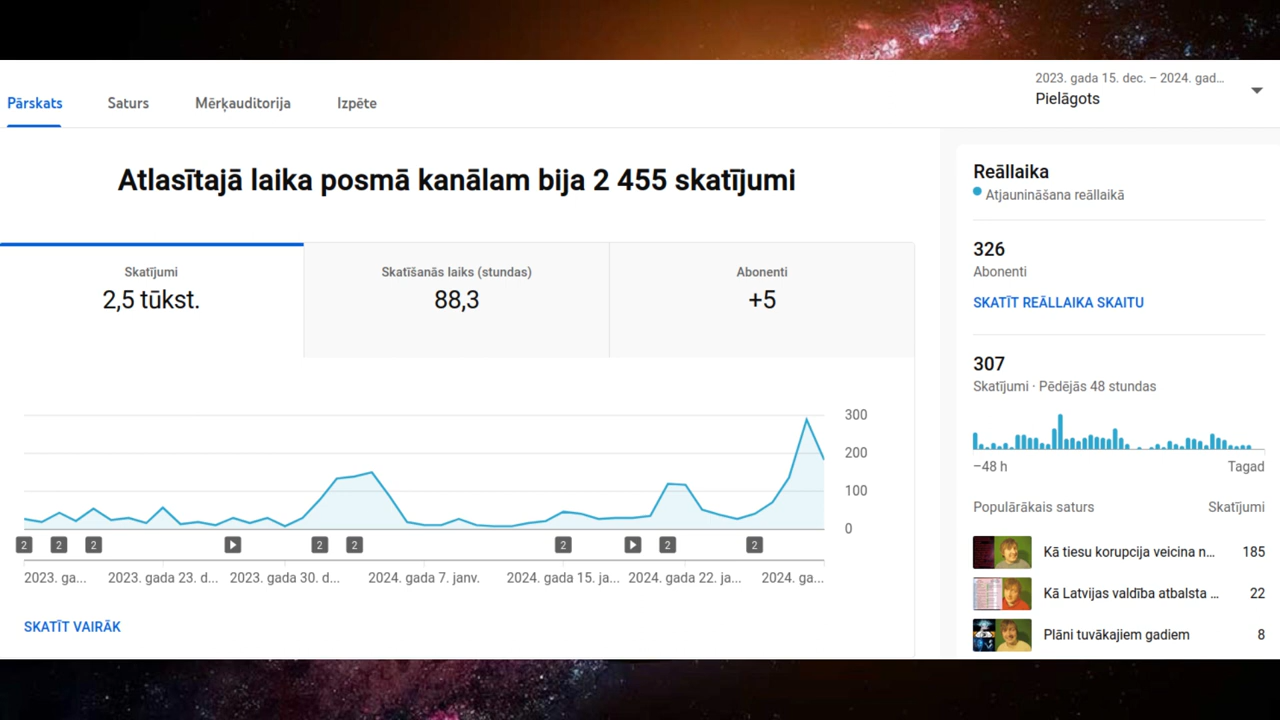 2023. gada 15. dec. – 2024. gad...
Pārskats Saturs Mērķauditorija Izpēte
Pielāgots
Atlasītajā laika posmā kanālam bija 2 455 skatījumi
Skatījumi
2,5 tūkst.
Skatīšanās laiks (stundas)
88,3
Abonenti
+5
300
200
100
0
2 2 2 2 2 2 2 2
2023. ga... 2023. gada 23. d... 2023. gada 30. d... 2024. gada 7. janv. 2024. gada 15. ja... 2024. gada 22. ja... 2024. ga...
SKATĪT VAIRĀK
Reāllaika
Atjaunināšana reāllaikā
326
Abonenti
SKATĪT REĀLLAIKA SKAITU
307
Skatījumi · Pēdējās 48 stundas
−48 h Tagad
Populārākais saturs Skatījumi
Kā tiesu korupcija veicina n... 185
Kā Latvijas valdība atbalsta ... 22
Plāni tuvākajiem gadiem 8